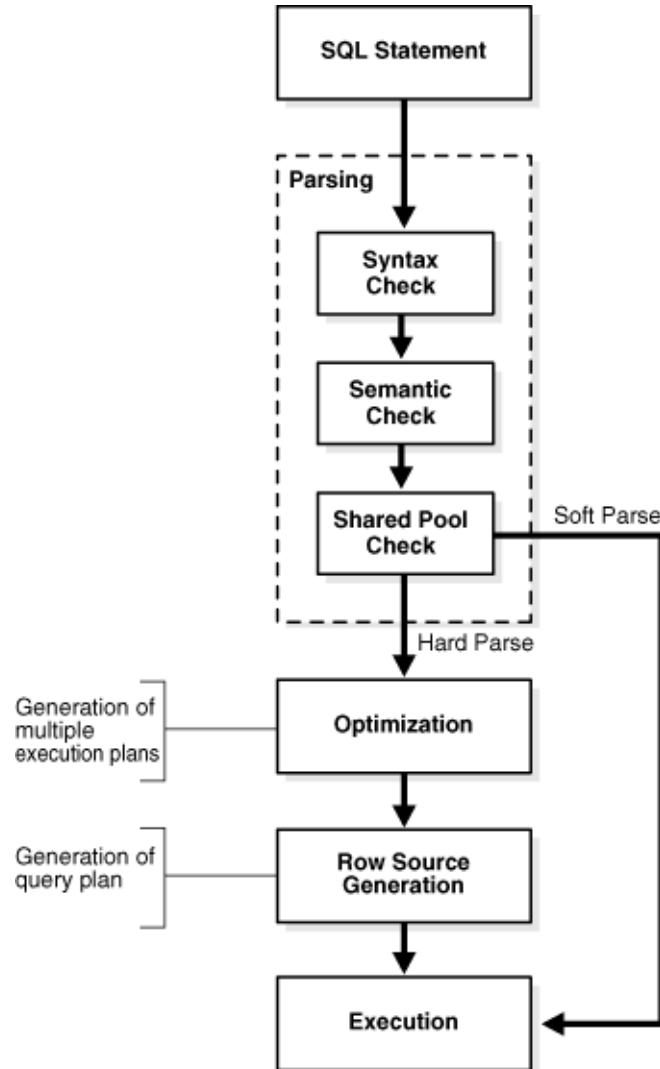 SQL Statement
Parsing
Syntax
Check
Semantic
Check
Shared Pool
Check
Soft Parse
Hard Parse
Generation of
multiple
execution plans
Optimization
Generation of
query plan
Row Source
Generation
Execution